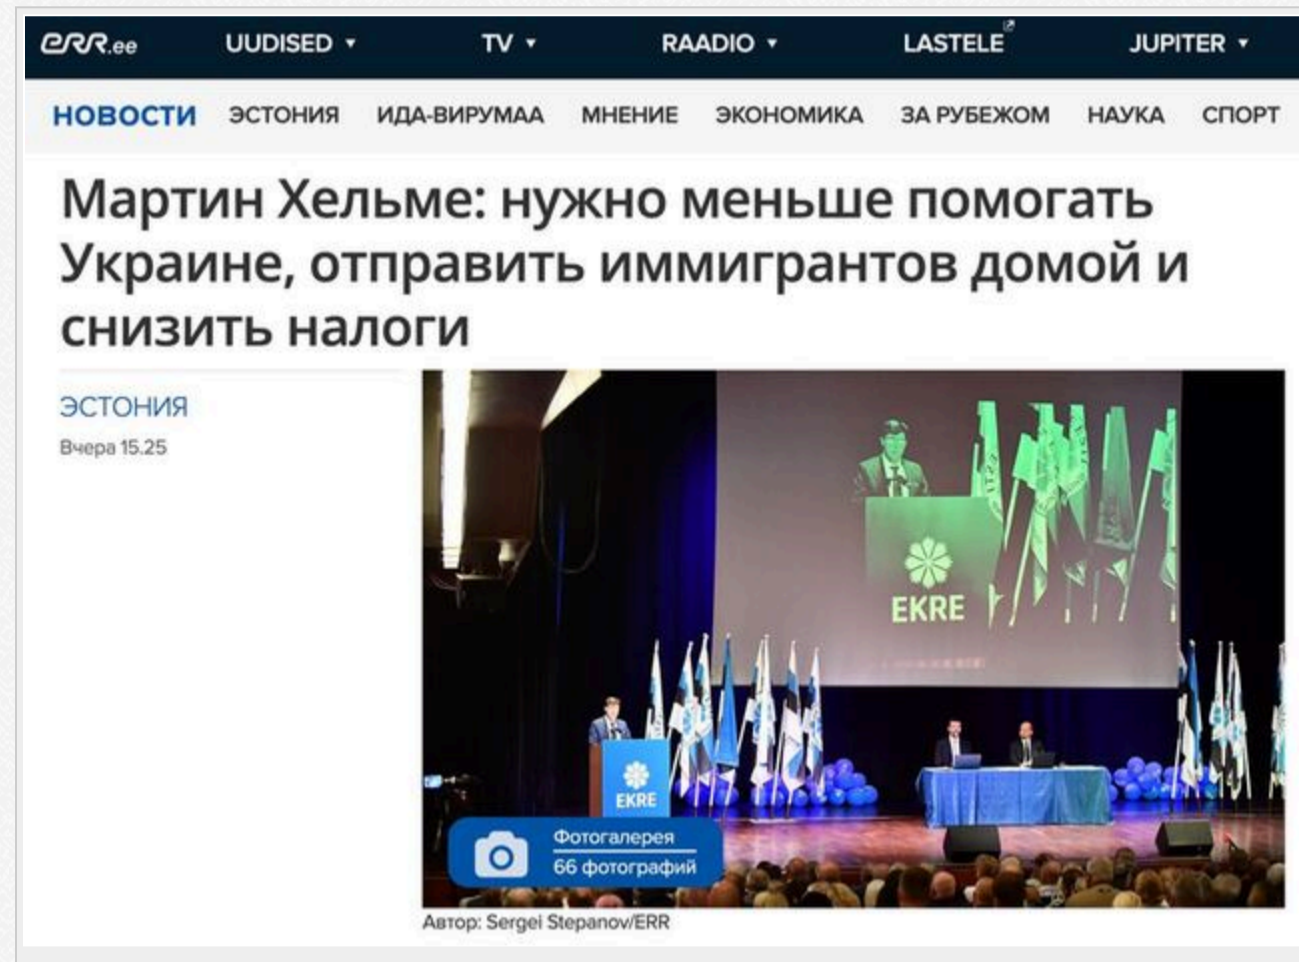 err.ee UUDISED TV RAADIO LASTELE JUPITER
НОВОСТИ ЭСТОНИЯ ИДА-ВИРУМАА МНЕНИЕ ЭКОНОМИКА ЗА РУБЕЖОМ НАУКА СПОРТ
Мартин Хельме: нужно меньше помогать
Украине, отправить иммигрантов домой и
снизить налоги
ЭСТОНИЯ
Вчера 15.25
EKRE
EKRE
Фотогалерея
66 фотографий
Автор: Sergei Stepanov/ERR